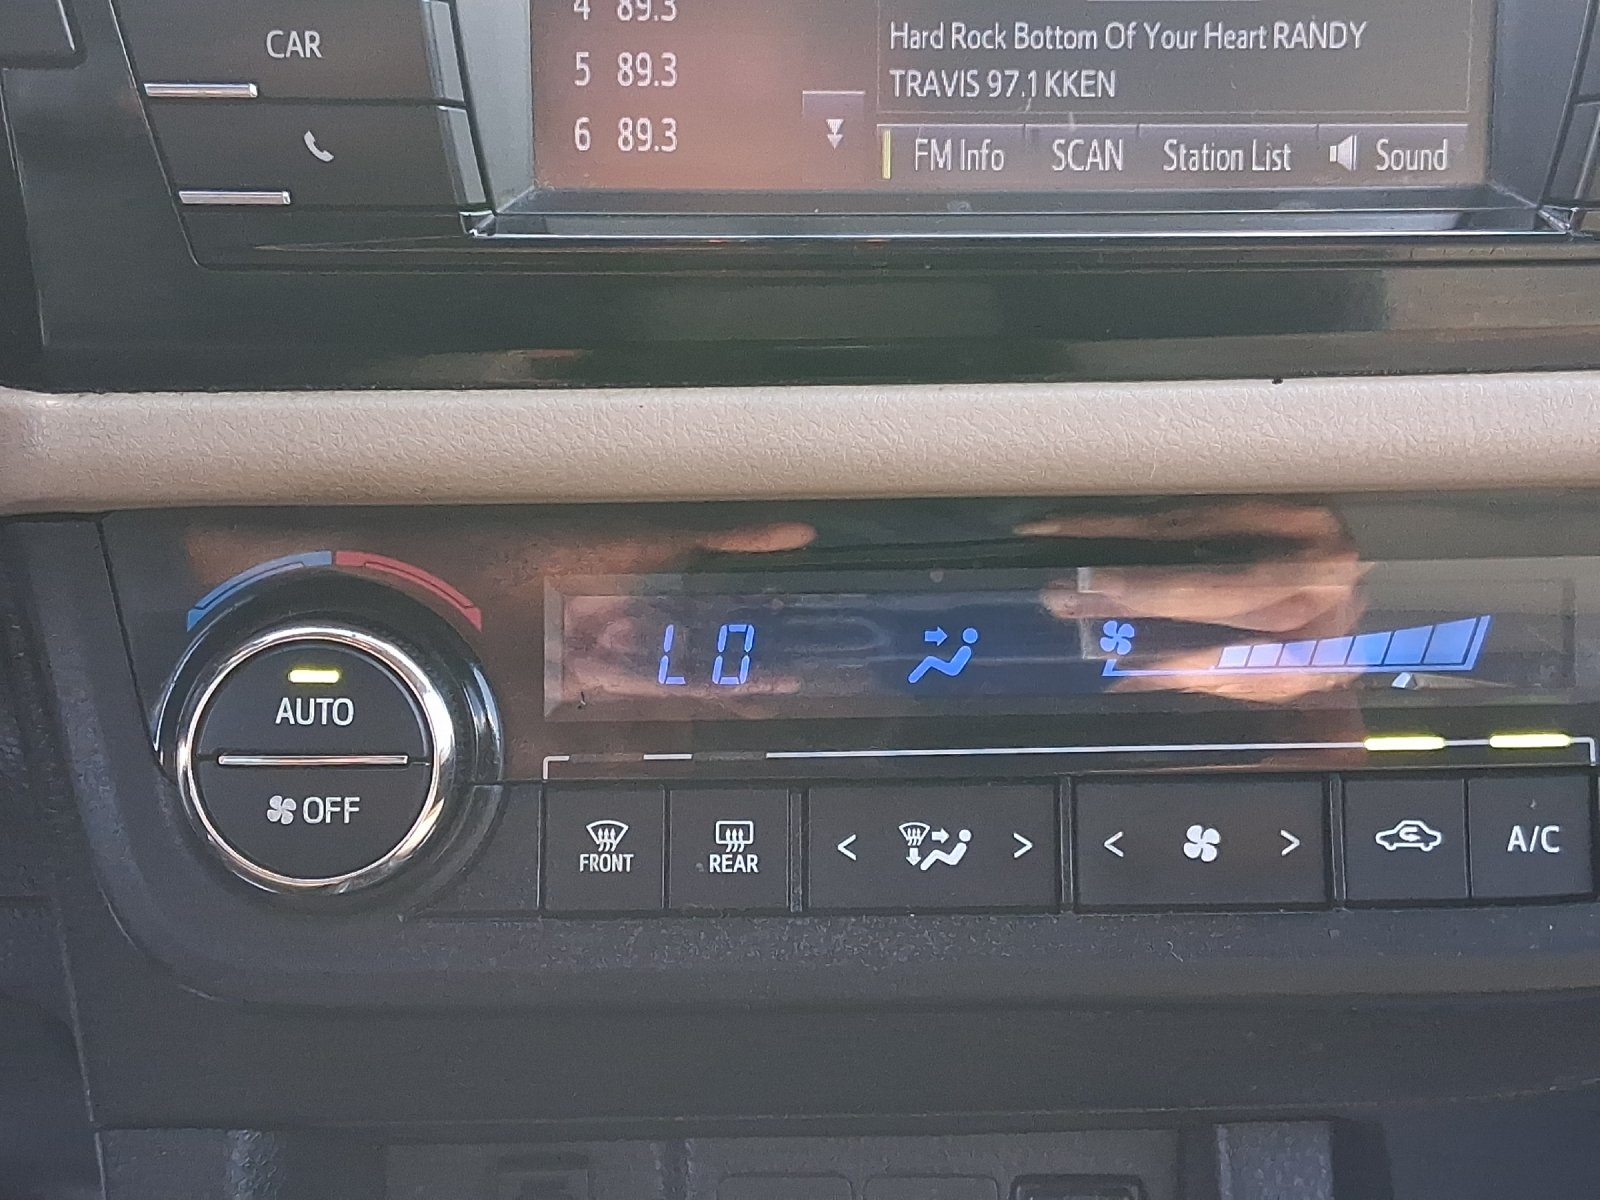 CAR
4 89.3
5 89.3
6 89.3
Hard Rock Bottom Of Your Heart RANDY
TRAVIS 97.1 KKEN
FM Info SCAN Station List Sound
LO
AUTO
OFF
FRONT
REAR
< >
< >
A/C